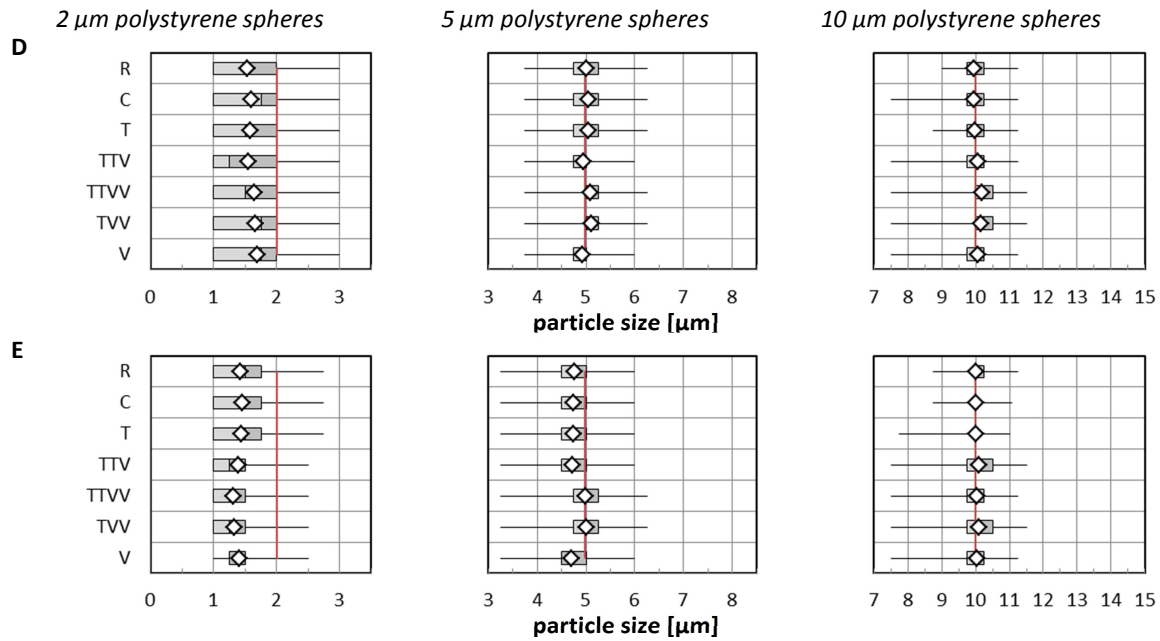 2 µm polystyrene spheres 5 µm polystyrene spheres 10 µm polystyrene spheres
D
R
C
T
TTV
TTVV
TVV
V
0 1 2 3 3 4 5 6 7 8 7 8 9 10 11 12 13 14 15
particle size [µm]
E
R
C
T
TTV
TTVV
TVV
V
0 1 2 3 3 4 5 6 7 8 7 8 9 10 11 12 13 14 15
particle size [µm]